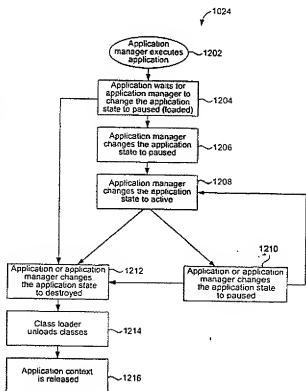 1024
Application
manager executes
application
1202
Application waits for
application manager to
change the application
state to paused (loaded)
1204
Application manager
changes the application
state to paused
1206
Application manager
changes the application
state to active
1208
Application or application
manager changes
the application state
to destroyed
1212
Application or application
manager changes
the application state
to paused
1210
Class loader
unloads classes
1214
Application context
is released
1216